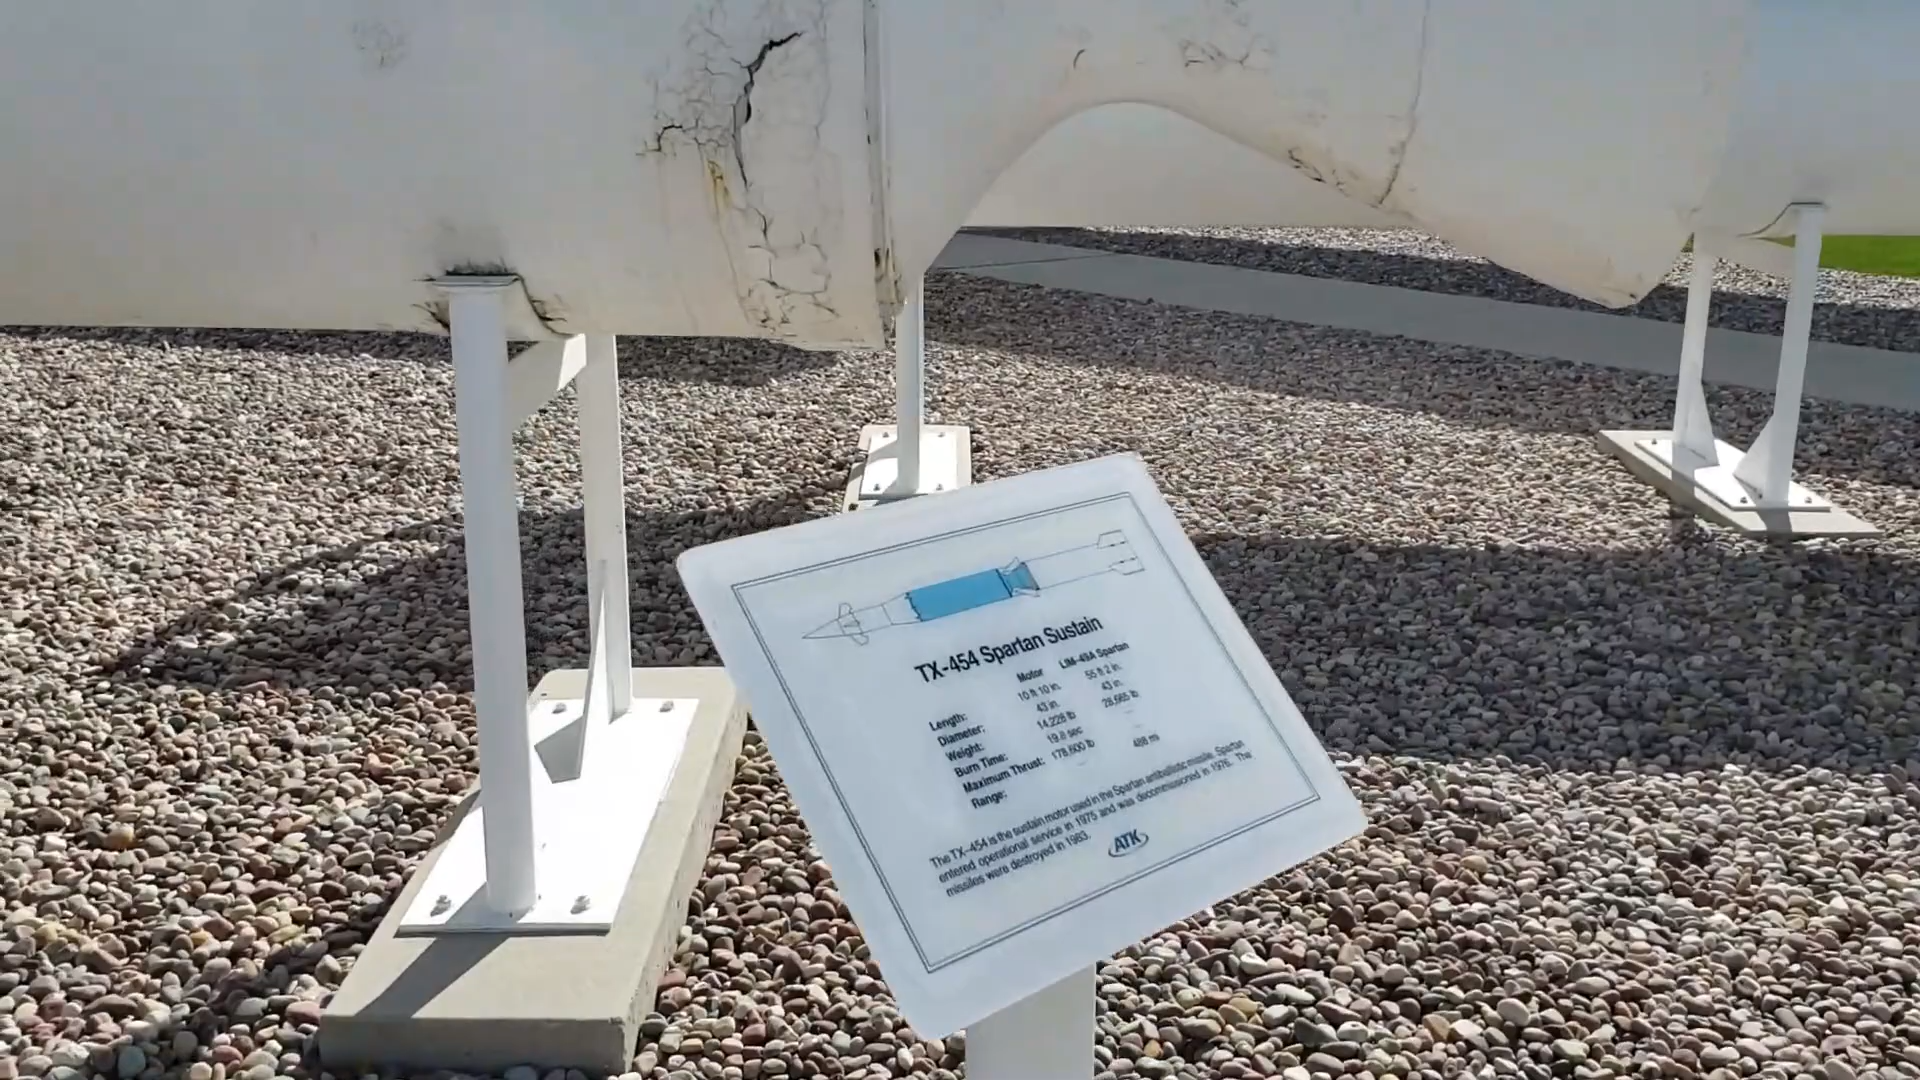 TX-454 Spartan Sustain
Motor LIM-49A Spartan
Length: 10 ft 10 in. 55 ft 2 in.
Diameter: 43 in. 43 in.
Weight: 14,228 lb 28,665 lb
Burn Time: 19.8 sec
Maximum Thrust: 178,600 lb
Range: 488 mi
The TX-454 is the sustain motor used in the Spartan antiballistic missile. Spartan
entered operational service in 1975 and was decommissioned in 1976. The
missiles were destroyed in 1983.
ATK